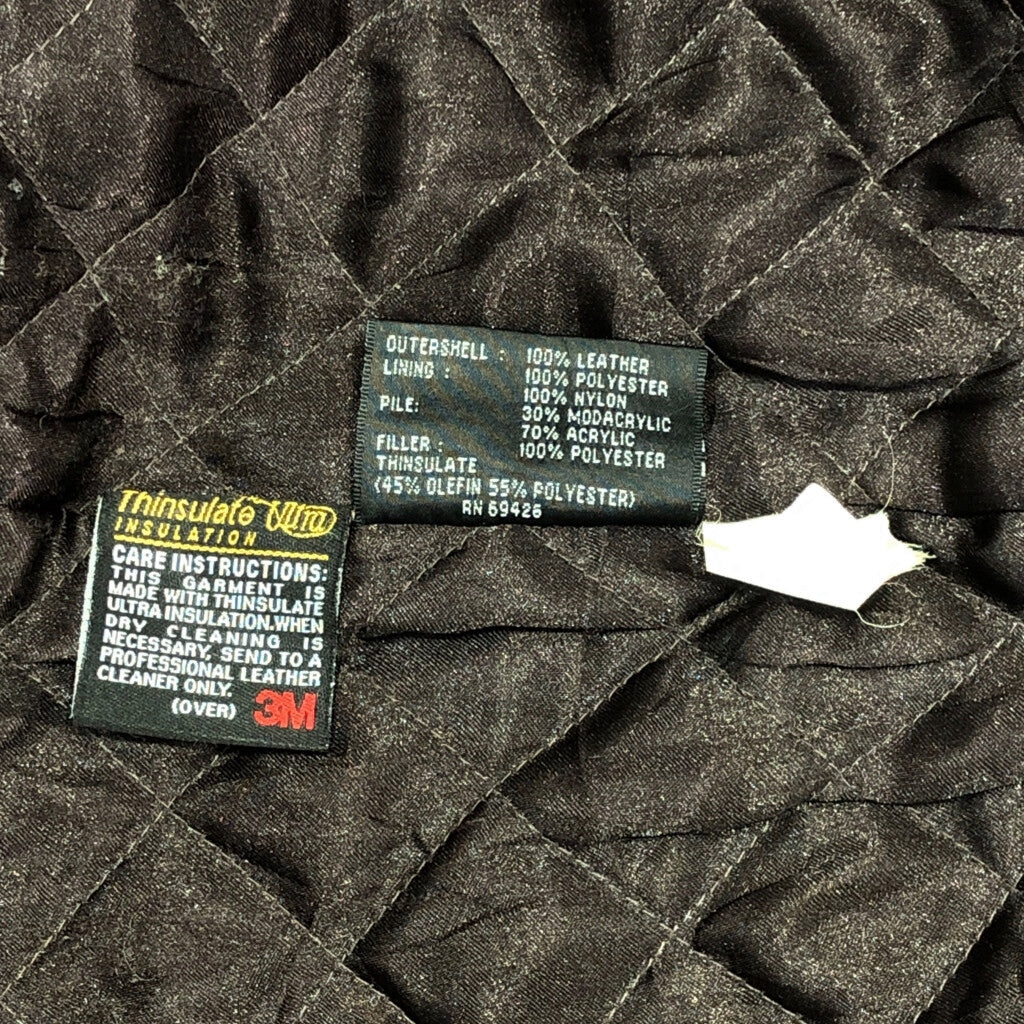 OUTERSHELL : 100% LEATHER
LINING : 100% POLYESTER
100% NYLON
PILE: 30% MODACRYLIC
70% ACRYLIC
FILLER : 100% POLYESTER
THINSULATE
(45% OLEFIN 55% POLYESTER)
RN 69426
Thinsulate Ultra
INSULATION
CARE INSTRUCTIONS:
THIS GARMENT IS
MADE WITH THINSULATE
ULTRA INSULATION.WHEN
DRY CLEANING IS
NECESSARY, SEND TO A
PROFESSIONAL LEATHER
CLEANER ONLY.
(OVER) 3M